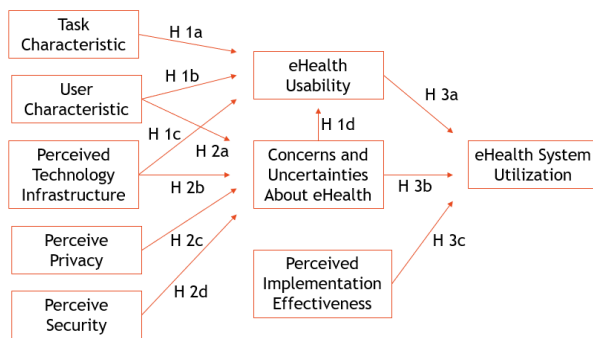 Task
Characteristic
User
Characteristic
Perceived
Technology
Infrastructure
Perceive
Privacy
Perceive
Security
H 1a
H 1b
H 1c
H 2a
H 2b
H 2c
H 2d
eHealth
Usability
H 1d
Concerns and
Uncertainties
About eHealth
Perceived
Implementation
Effectiveness
H 3a
H 3b
H 3c
eHealth System
Utilization